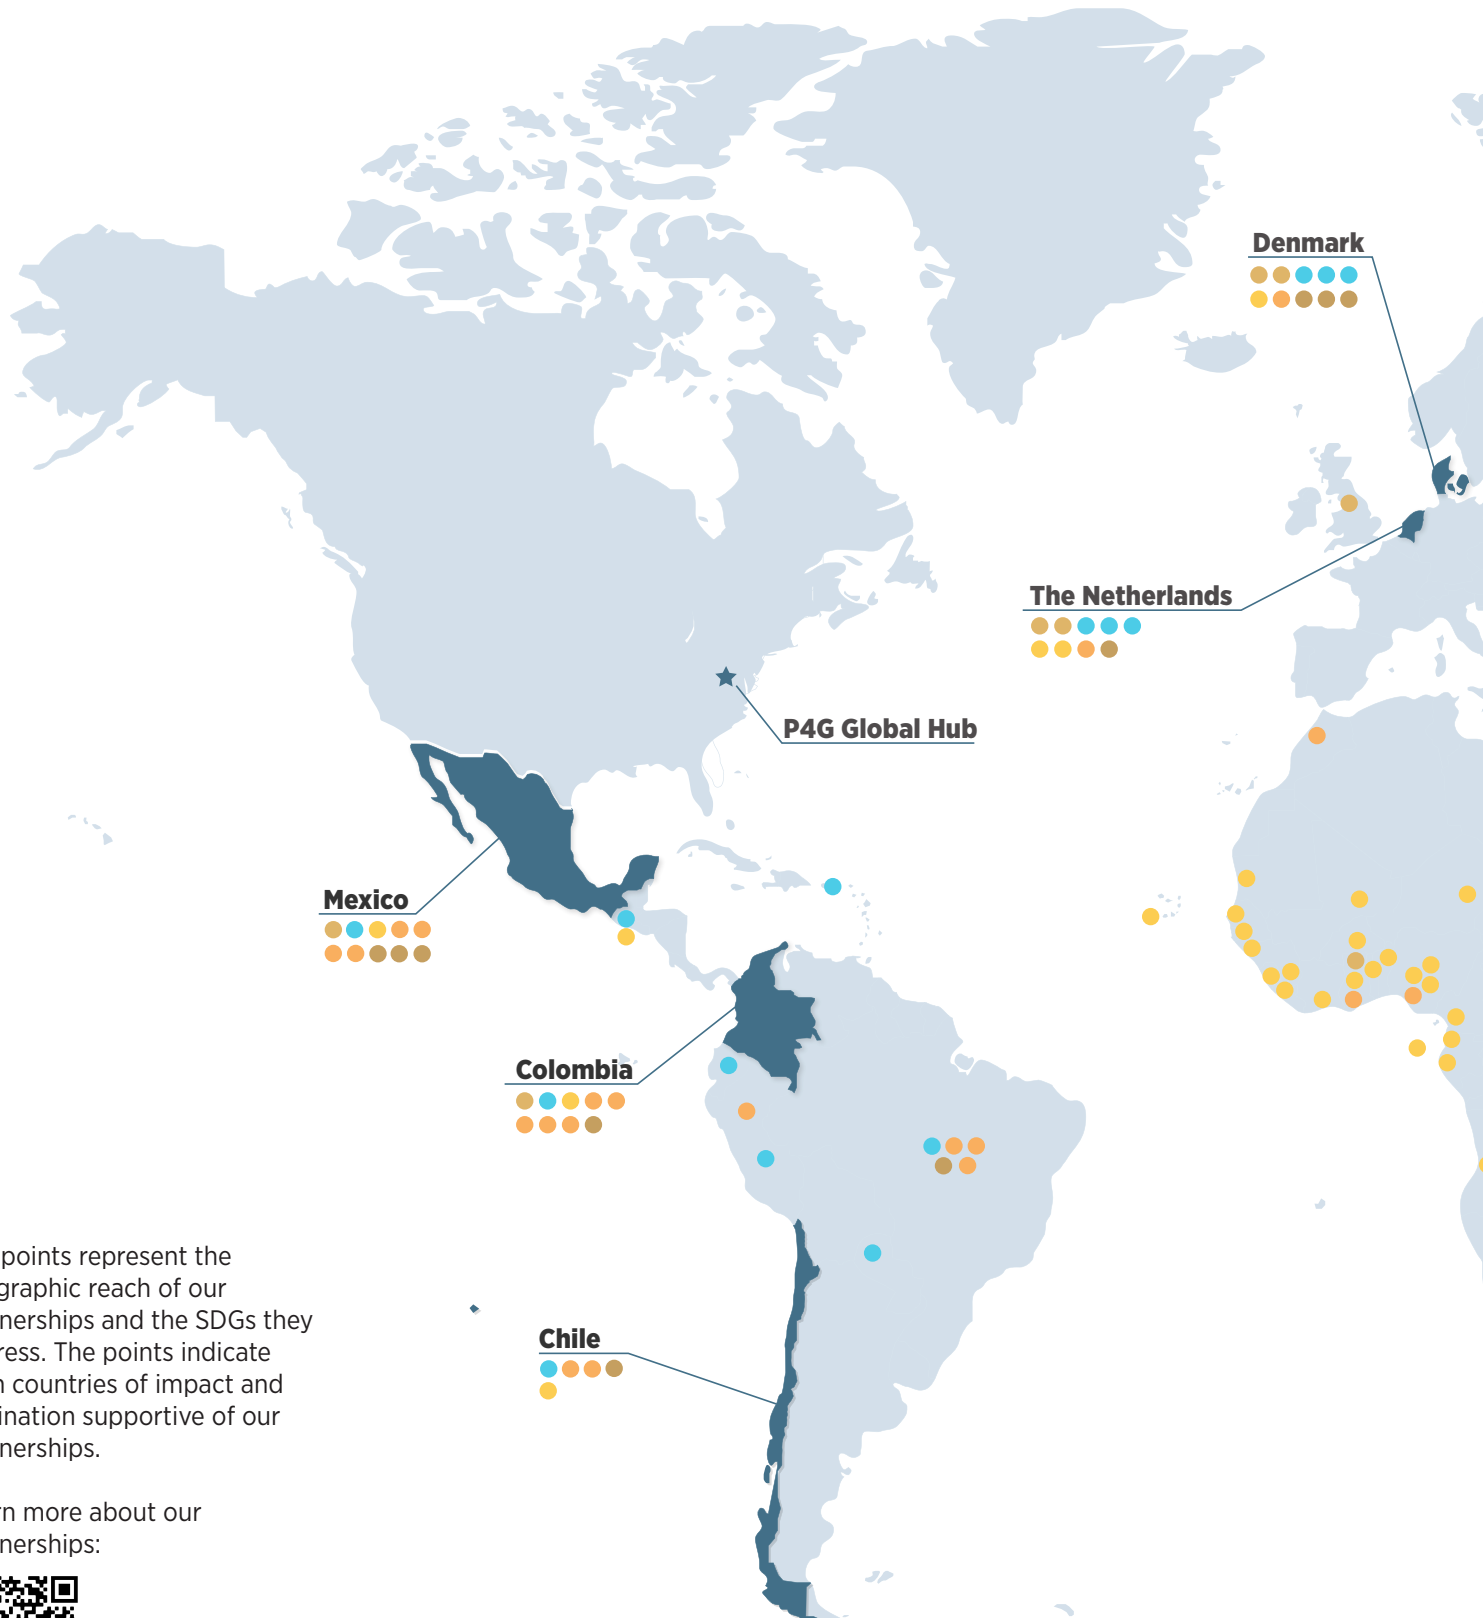 Denmark
The Netherlands
P4G Global Hub
Mexico
Colombia
Chile
points represent the
graphic reach of our
nerships and the SDGs they
ress. The points indicate
countries of impact and
ination supportive of our
nerships.
rn more about our
nerships: